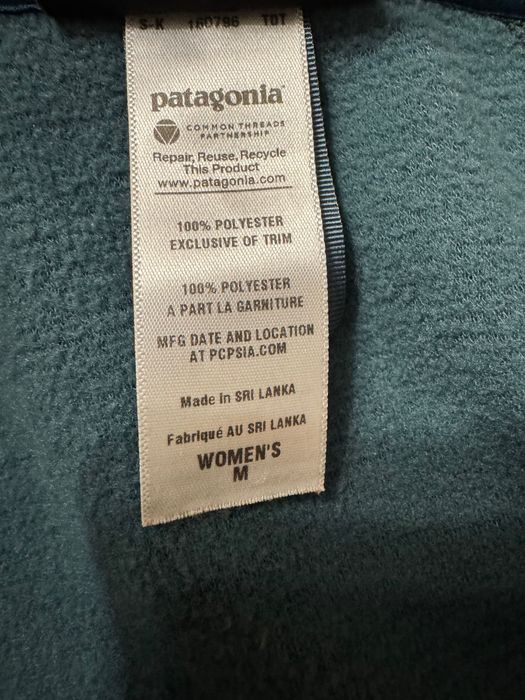 S-K 160796 TOT
patagonia
COMMON THREADS
PARTNERSHIP
Repair, Reuse, Recycle
This Product
www.patagonia.com
100% POLYESTER
EXCLUSIVE OF TRIM
100% POLYESTER
A PART LA GARNITURE
MFG DATE AND LOCATION
AT PCPSIA.COM
Made in SRI LANKA
Fabriqué AU SRI LANKA
WOMEN'S
M